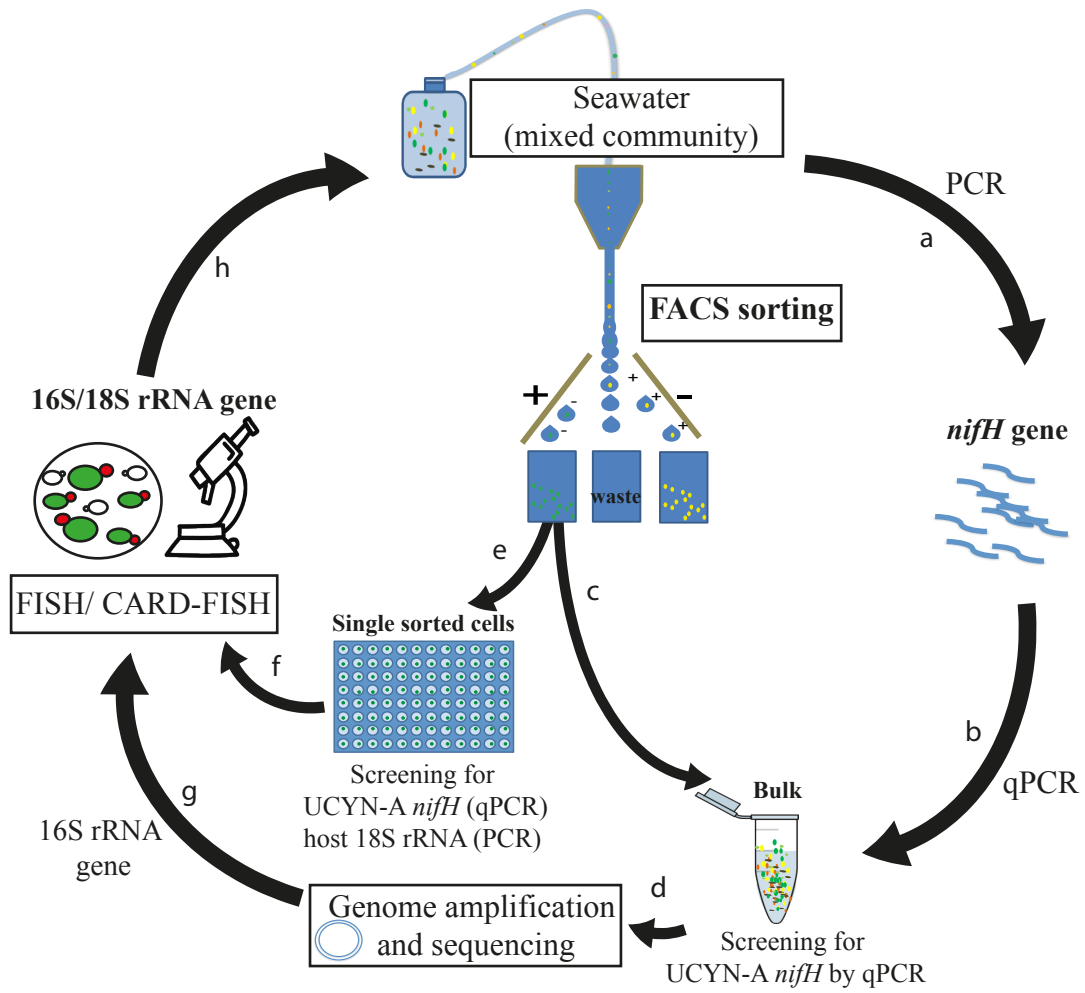 Seawater
(mixed community)
PCR
a
h
FACS sorting
+
-
+
-
+
-
-
+
16S/18S rRNA gene
nifH gene
waste
e
c
FISH/ CARD-FISH
Single sorted cells
f
b
qPCR
Screening for
UCYN-A nifH (qPCR)
host 18S rRNA (PCR)
Bulk
g
16S rRNA
gene
d
Genome amplification
and sequencing
Screening for
UCYN-A nifH by qPCR